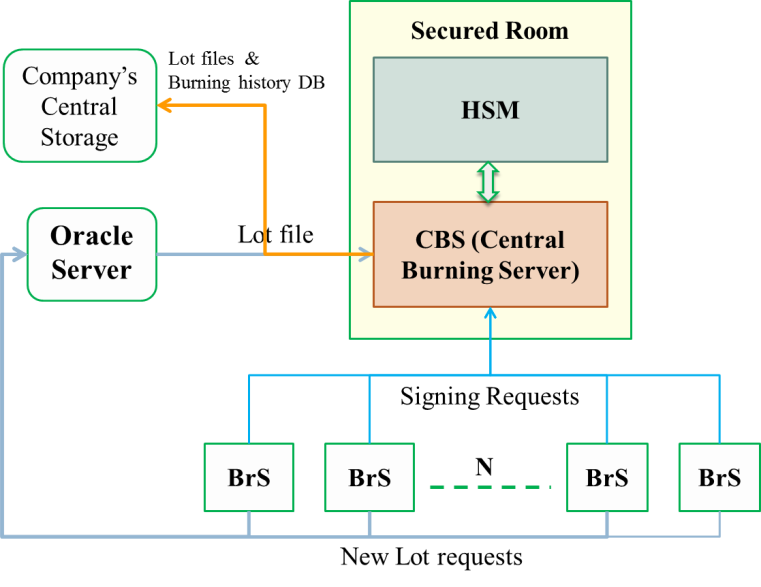 Secured Room
Lot files &
Burning history DB
Company's
Central
Storage
HSM
Oracle
Server
Lot file
CBS (Central
Burning Server)
Signing Requests
BrS
BrS
N
BrS
BrS
New Lot requests